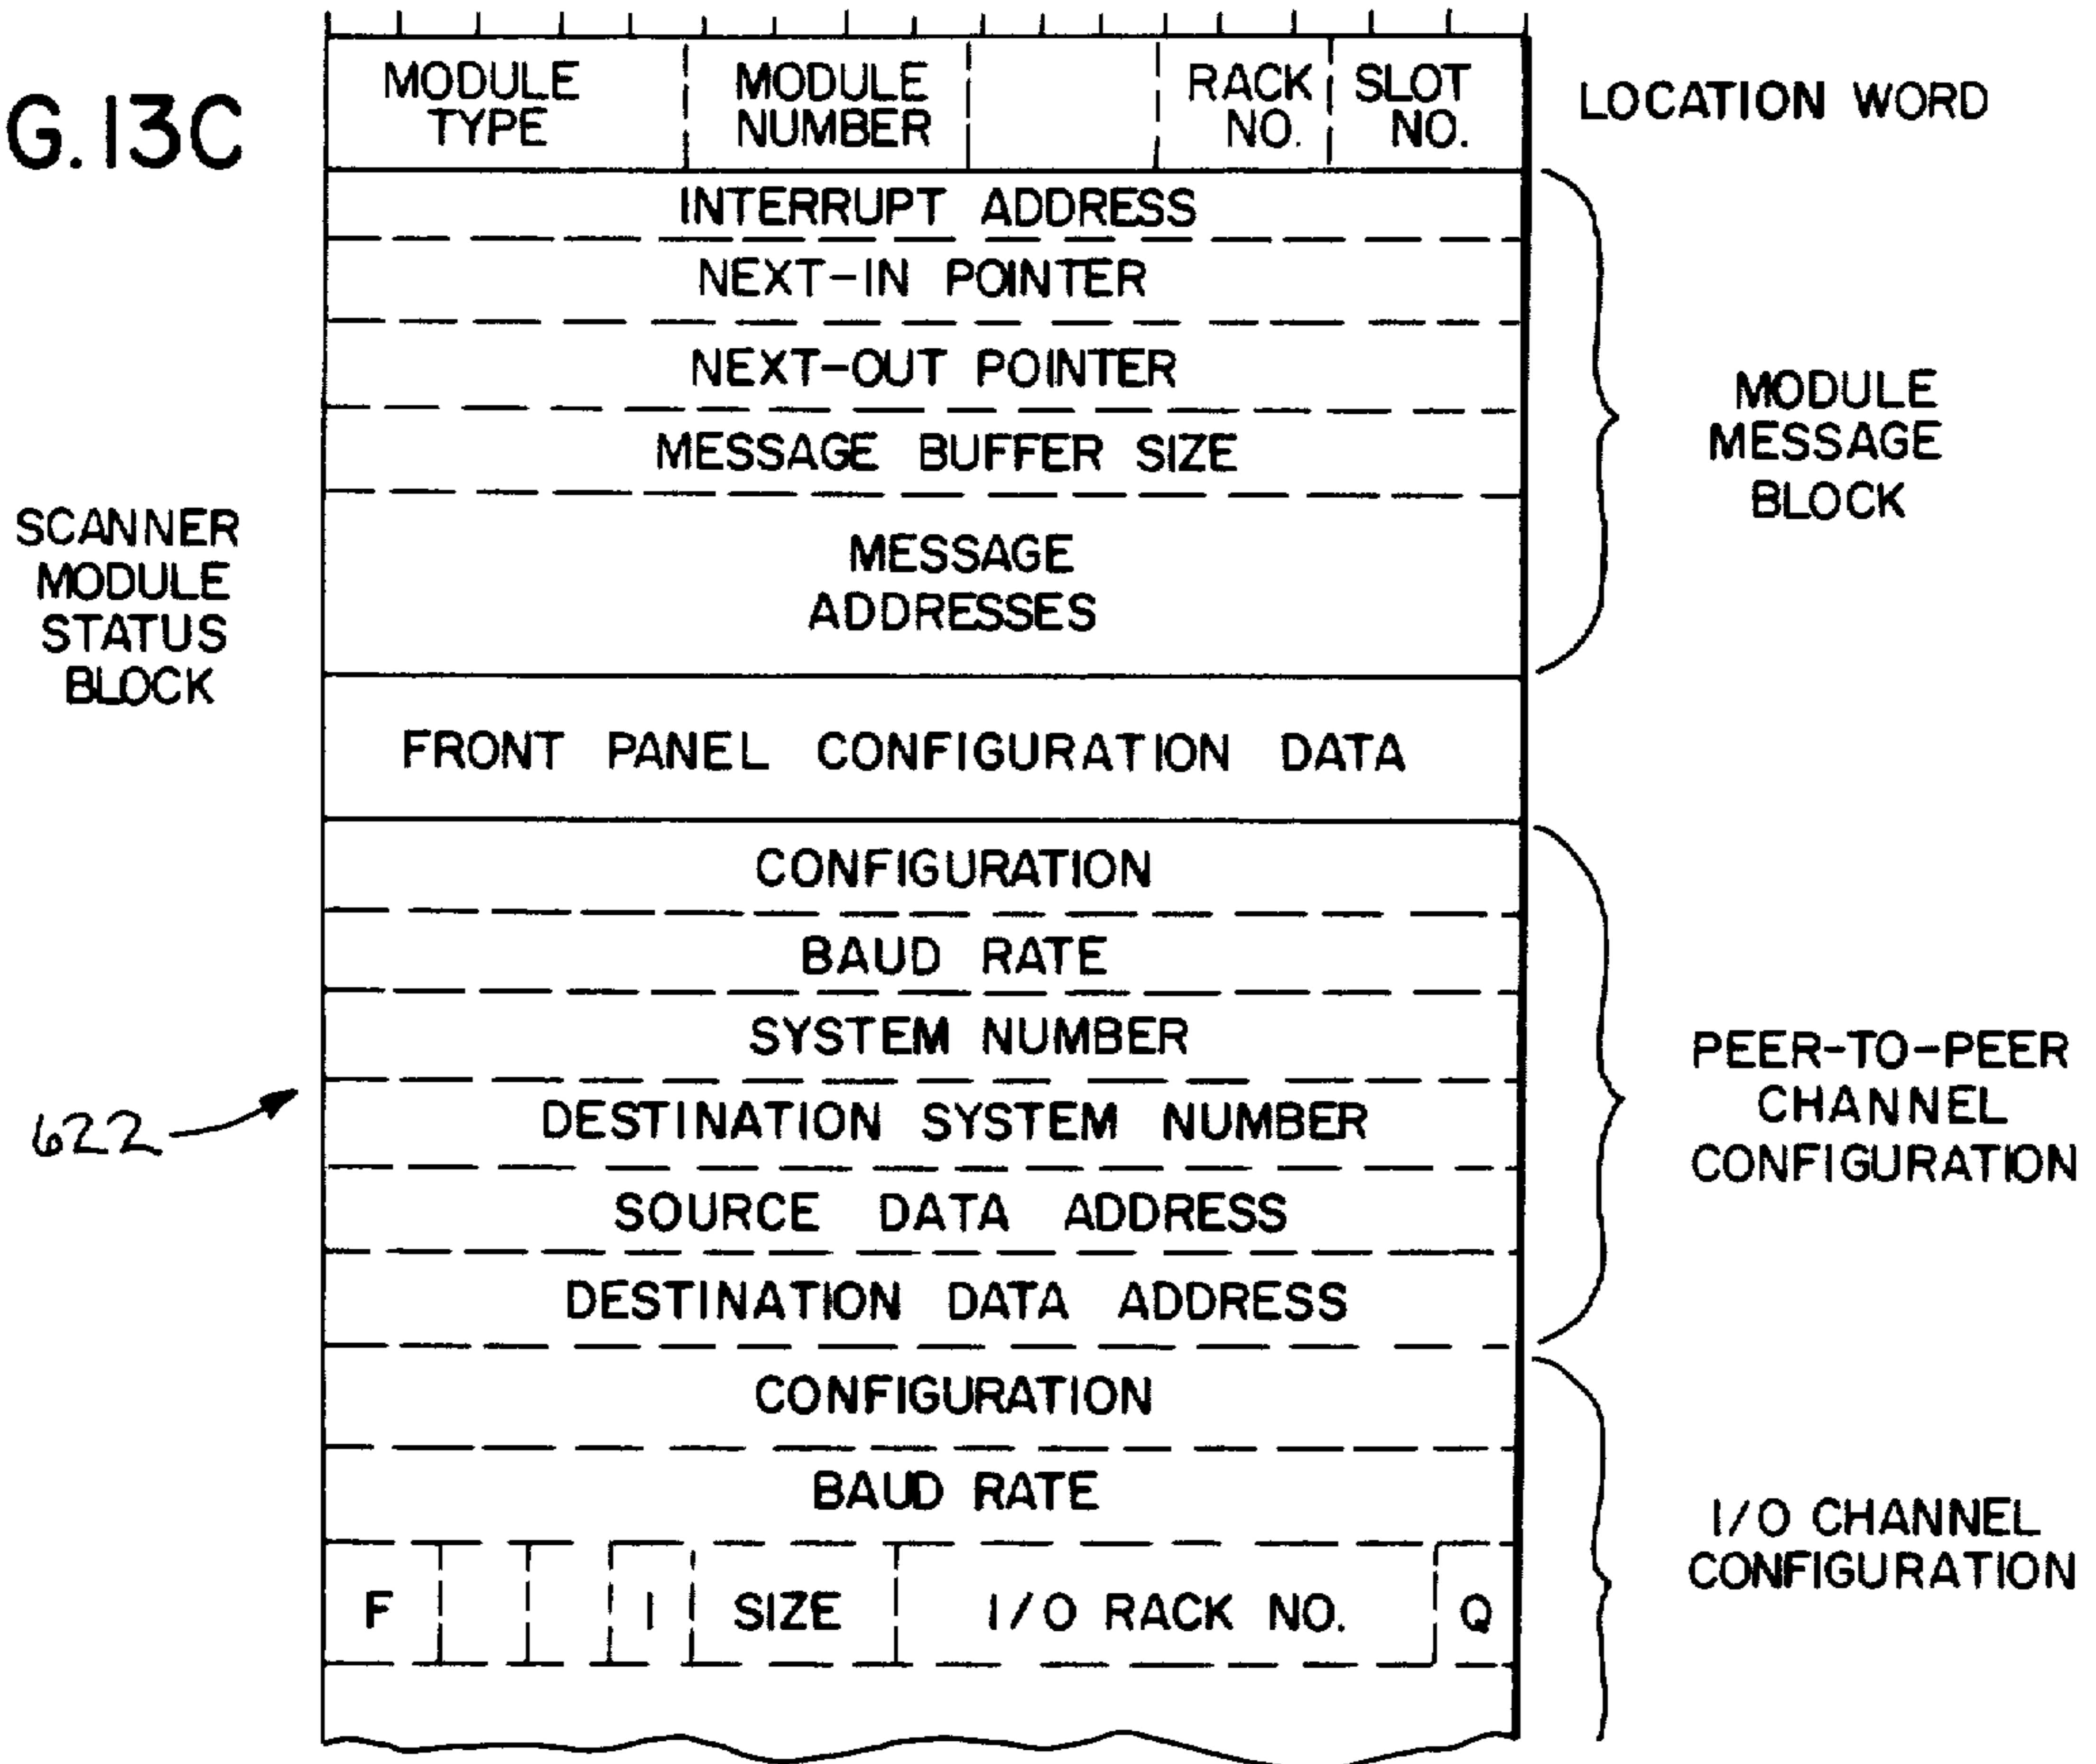 G.13C
MODULE TYPE
MODULE NUMBER
RACK NO.
SLOT NO.
LOCATION WORD
INTERRUPT ADDRESS
NEXT-IN POINTER
NEXT-OUT POINTER
MESSAGE BUFFER SIZE
MESSAGE
ADDRESSES
MODULE
MESSAGE
BLOCK
SCANNER
MODULE
STATUS
BLOCK
FRONT PANEL CONFIGURATION DATA
CONFIGURATION
BAUD RATE
SYSTEM NUMBER
DESTINATION SYSTEM NUMBER
SOURCE DATA ADDRESS
DESTINATION DATA ADDRESS
PEER-TO-PEER
CHANNEL
CONFIGURATION
622
CONFIGURATION
BAUD RATE
F I SIZE I/O RACK NO. Q
I/O CHANNEL
CONFIGURATION